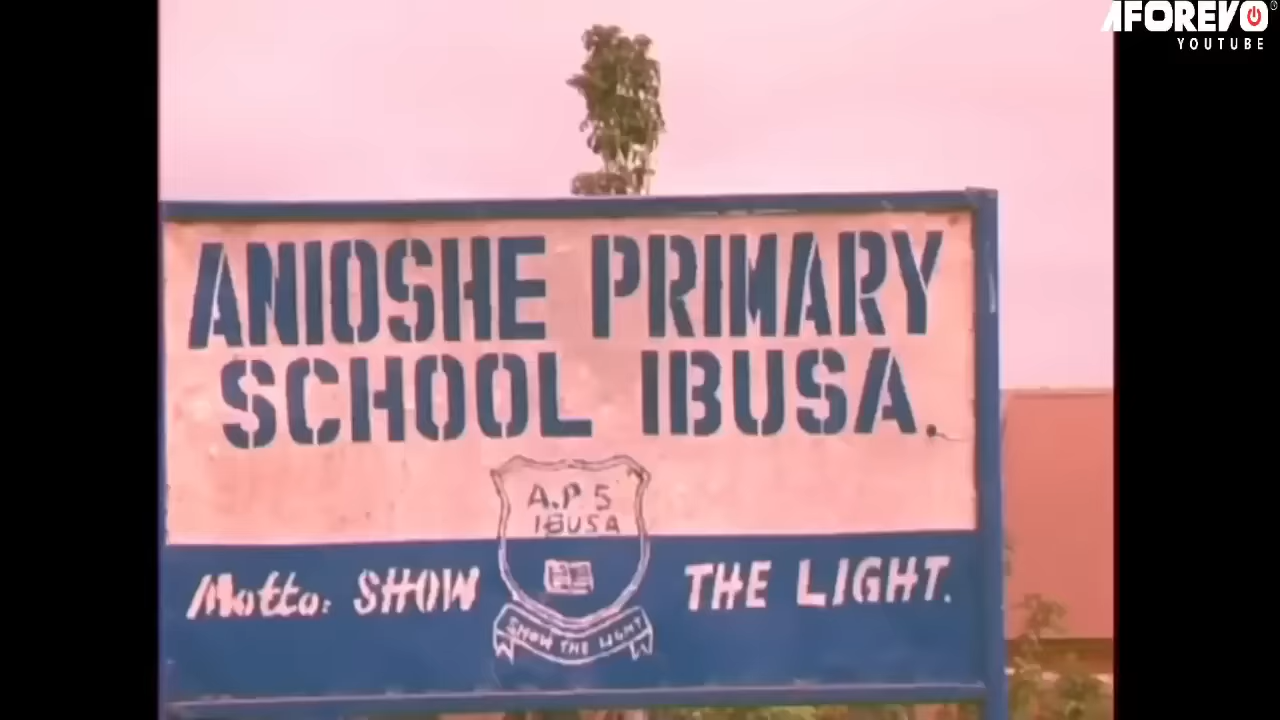 AFOREVO
YOUTUBE
ANIOSHE PRIMARY
SCHOOL IBUSA.
A.P S
IBUSA
Motto: SHOW THE LIGHT.
SHOW THE LIGHT